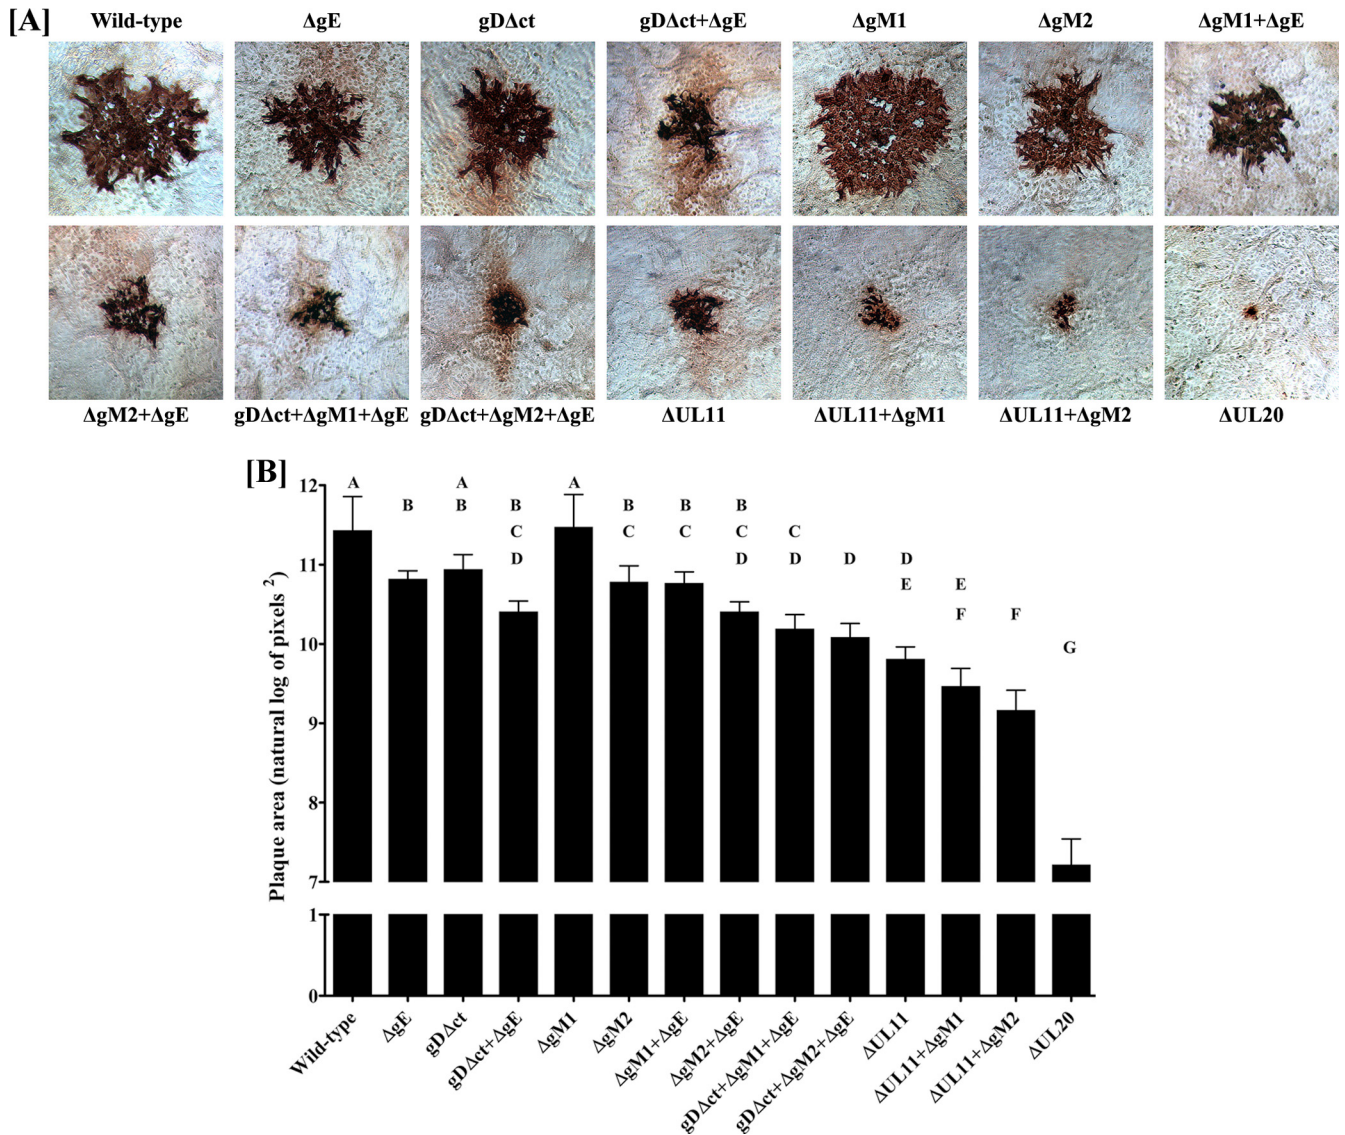 [A] Wild-type ΔgE gDΔct gDΔct+ΔgE ΔgM1 ΔgM2 ΔgM1+ΔgE
ΔgM2+ΔgE gDΔct+ΔgM1+ΔgE gDΔct+ΔgM2+ΔgE ΔUL11 ΔUL11+ΔgM1 ΔUL11+ΔgM2 ΔUL20
[B]
Plaque area (natural log of pixels ²)
12
11
10
9
8
7
1
0
A A A
B B B B B B
C C C C C
D D D D D
E E
F F
G
Wild-type
ΔgE
gDΔct
gDΔct+ΔgE
ΔgM1
ΔgM2
ΔgM1+ΔgE
ΔgM2+ΔgE
gDΔct+ΔgM1+ΔgE
gDΔct+ΔgM2+ΔgE
ΔUL11
ΔUL11+ΔgM1
ΔUL11+ΔgM2
ΔUL20